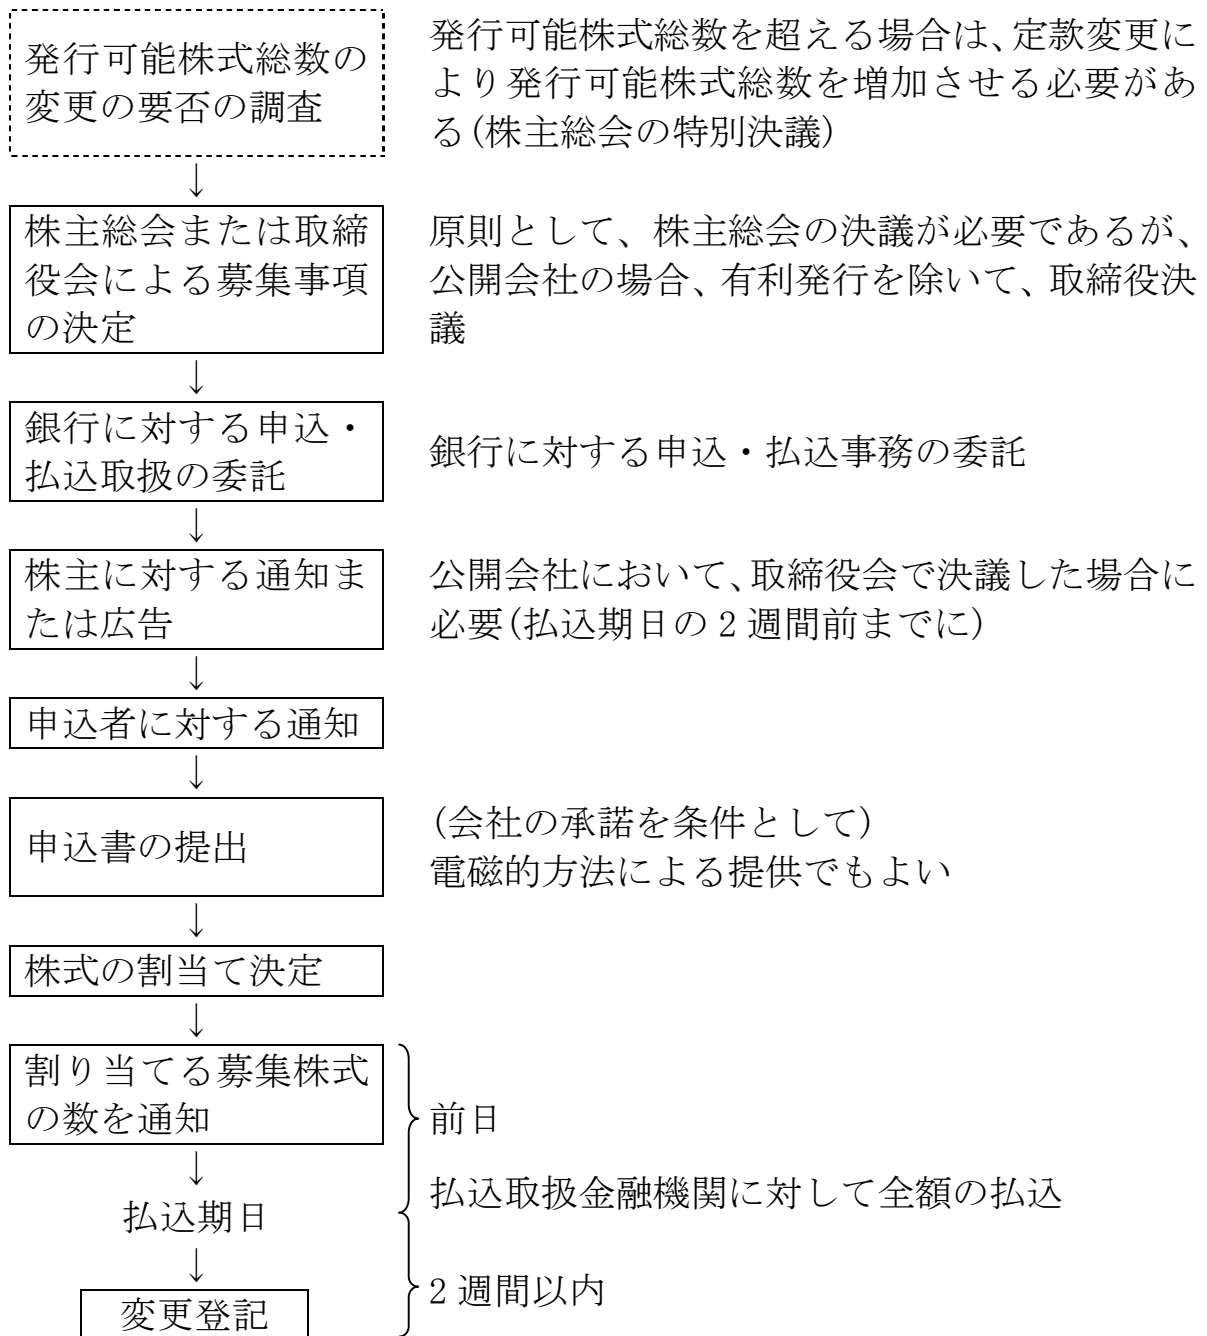 発行可能株式総数の
変更の要否の調査
発行可能株式総数を超える場合は、定款変更に
より発行可能株式総数を増加させる必要があ
る(株主総会の特別決議)
↓
株主総会または取締
役会による募集事項
の決定
原則として、株主総会の決議が必要であるが、
公開会社の場合、有利発行を除いて、取締役決
議
↓
銀行に対する申込・
払込取扱の委託
銀行に対する申込・払込事務の委託
↓
株主に対する通知ま
たは広告
公開会社において、取締役会で決議した場合に
必要(払込期日の 2 週間前までに)
↓
申込者に対する通知
↓
申込書の提出
(会社の承諾を条件として)
電磁的方法による提供でもよい
↓
株式の割当て決定
↓
割り当てる募集株式
の数を通知
前日
↓
払込取扱金融機関に対して全額の払込
払込期日
↓
2 週間以内
変更登記